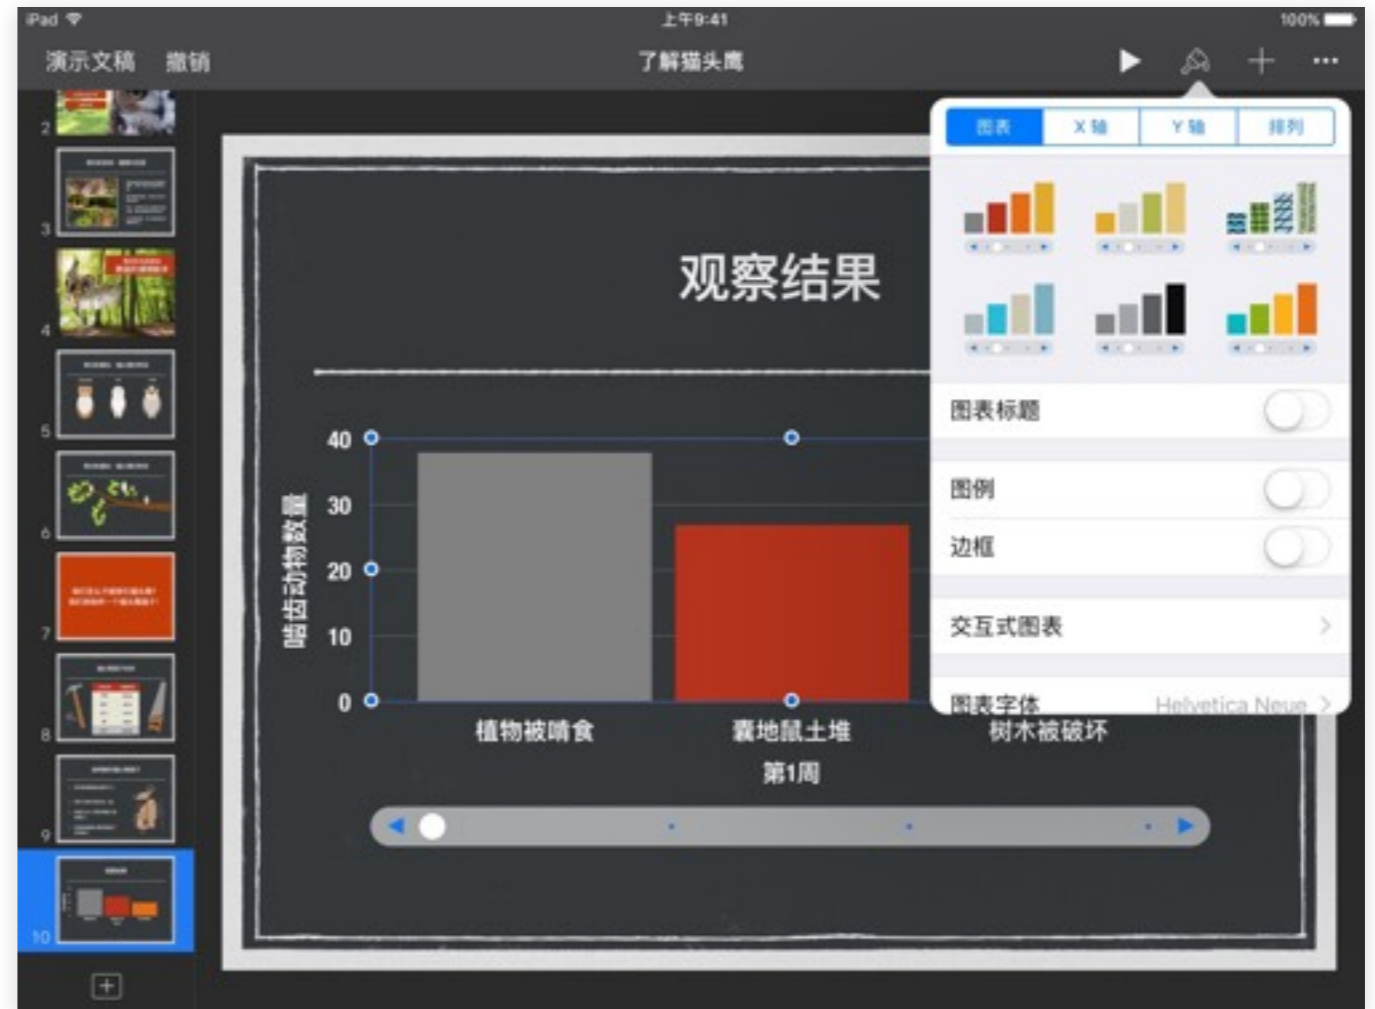 iPad
上午9:41
100%
演示文稿
撤销
了解猫头鹰
图表
X 轴
Y 轴
排列
2
3
4
5
6
7
8
9
10
观察结果
图表标题
图例
边框
交互式图表
图表字体
Helvetica Neue
啮齿动物数量
40
30
20
10
0
植物被啃食
囊地鼠土堆
树木被破坏
第1周